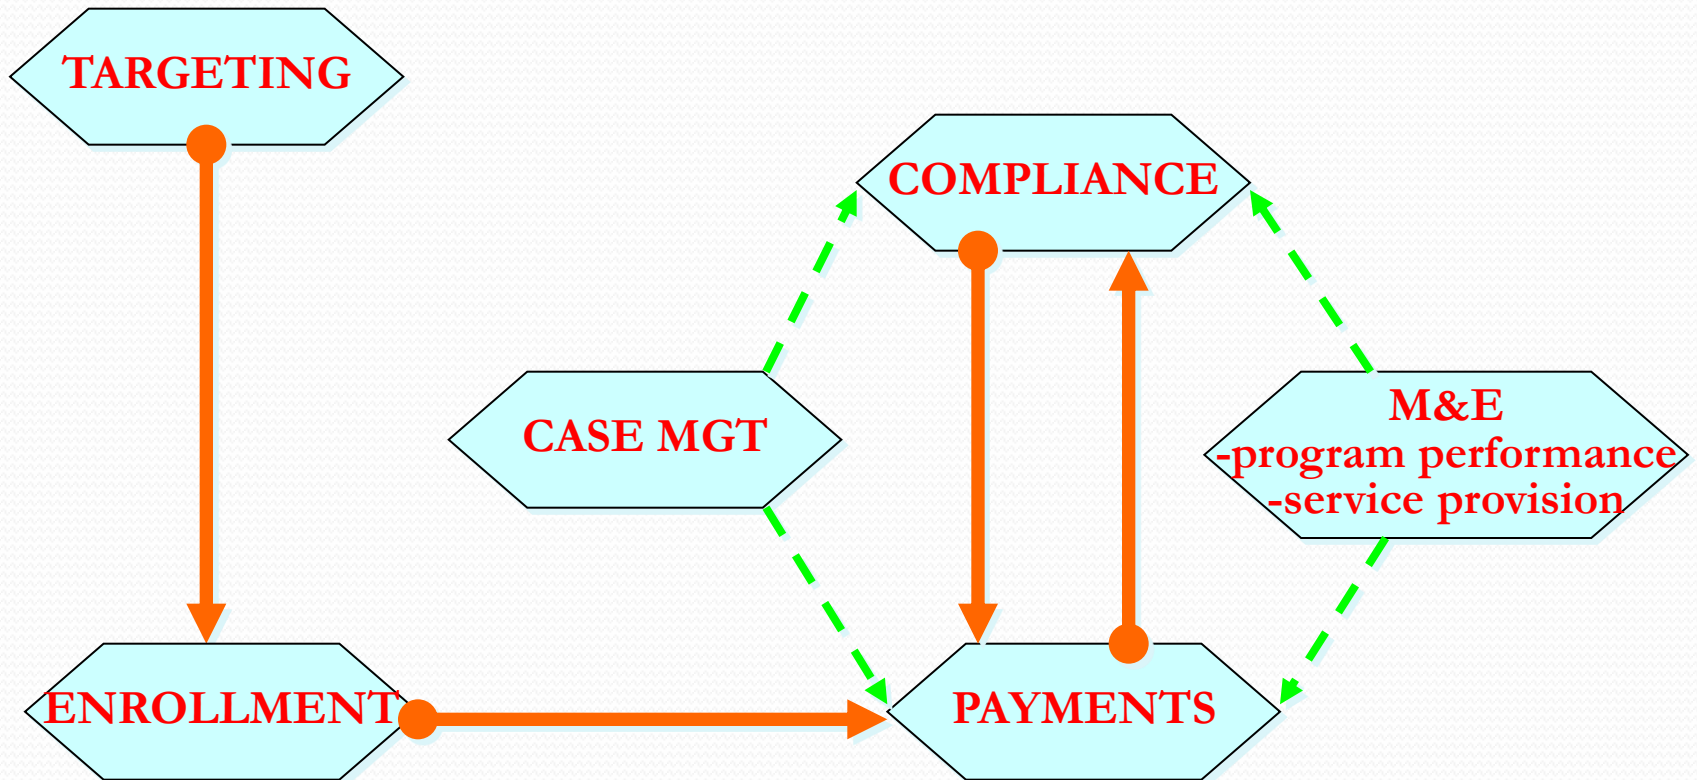 TARGETING
COMPLIANCE
CASE MGT
M&E
-program performance
-service provision
ENROLLMENT
PAYMENTS